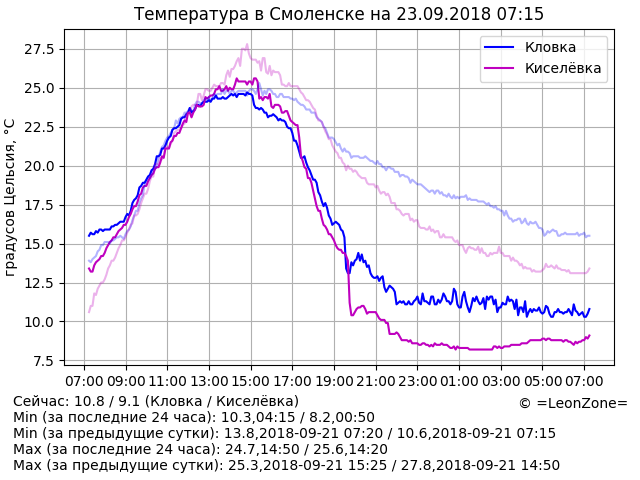 Температура в Смоленске на 23.09.2018 07:15
градусов Цельсия, °C
27.5
25.0
22.5
20.0
17.5
15.0
12.5
10.0
7.5
Кловка
Киселёвка
07:00 09:00 11:00 13:00 15:00 17:00 19:00 21:00 23:00 01:00 03:00 05:00 07:00
Сейчас: 10.8 / 9.1 (Кловка / Киселёвка)
© =LeonZone=
Min (за последние 24 часа): 10.3,04:15 / 8.2,00:50
Min (за предыдущие сутки): 13.8,2018-09-21 07:20 / 10.6,2018-09-21 07:15
Max (за последние 24 часа): 24.7,14:50 / 25.6,14:20
Max (за предыдущие сутки): 25.3,2018-09-21 15:25 / 27.8,2018-09-21 14:50